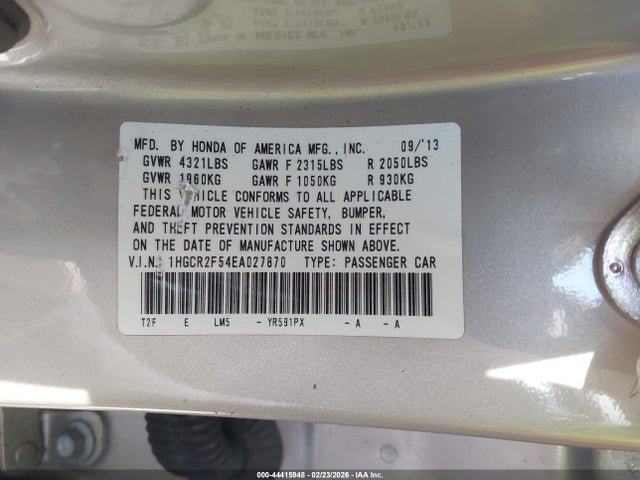 MFD. BY HONDA OF AMERICA MFG., INC. 09/'13
GVWR 4321LBS GAWR F 2315LBS R 2050LBS
GVWR 1960KG GAWR F 1050KG R 930KG
THIS VEHICLE CONFORMS TO ALL APPLICABLE
FEDERAL MOTOR VEHICLE SAFETY, BUMPER,
AND THEFT PREVENTION STANDARDS IN EFFECT
ON THE DATE OF MANUFACTURE SHOWN ABOVE.
V.I.N.: 1HGCR2F54EA027870 TYPE: PASSENGER CAR
T2F E LM5 - YR591PX - A - A
000-44415948 - 02/23/2026 - IAA Inc.